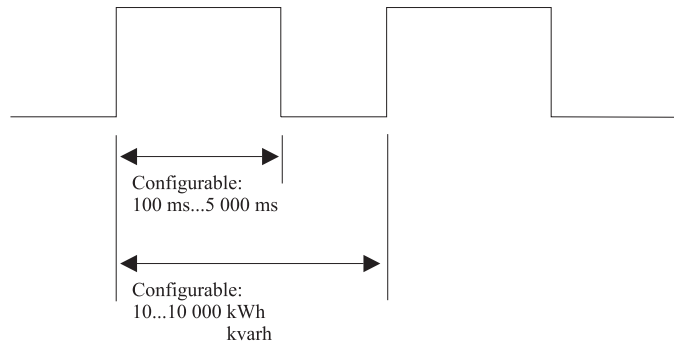 Configurable:
100 ms...5 000 ms
Configurable:
10...10 000 kWh
kvarh